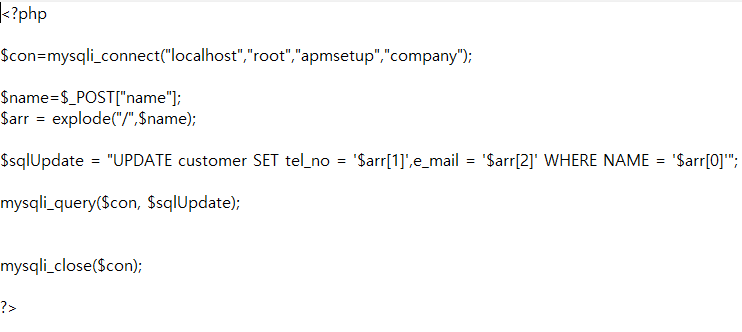 <?php
$con=mysqli_connect("localhost","root","apmsetup","company");
$name=$_POST["name"];
$arr = explode("/",$name);
$sqlUpdate = "UPDATE customer SET tel_no = '$arr[1]',e_mail = '$arr[2]' WHERE NAME = '$arr[0]'";
mysqli_query($con, $sqlUpdate);
mysqli_close($con);
?>